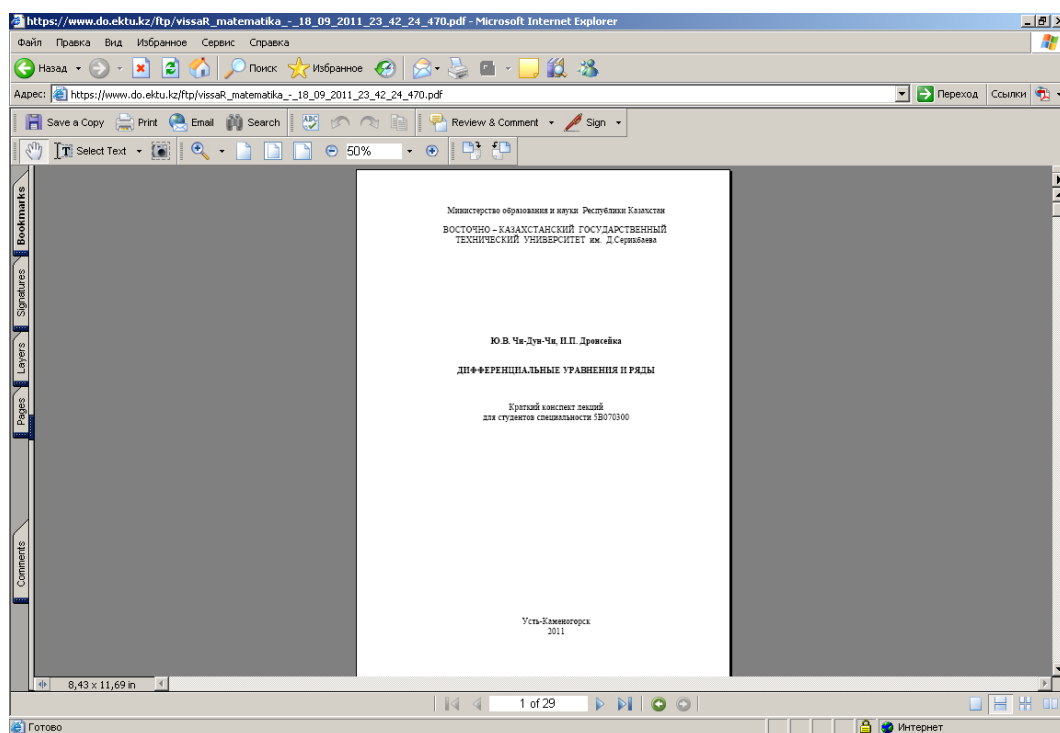 https://www.do.ektu.kz/ftp/vissaR_matematika_-_18_09_2011_23_42_24_470.pdf - Microsoft Internet Explorer
Файл Правка Вид Избранное Сервис Справка
Назад Поиск Избранное
Адрес: https://www.do.ektu.kz/ftp/vissaR_matematika_-_18_09_2011_23_42_24_470.pdf Переход Ссылки
Save a Copy Print Email Search Review & Comment Sign
Select Text 50%
Bookmarks
Signatures
Layers
Pages
Comments
Министерство образования и науки Республики Казахстан
ВОСТОЧНО – КАЗАХСТАНСКИЙ ГОСУДАРСТВЕННЫЙ
ТЕХНИЧЕСКИЙ УНИВЕРСИТЕТ им. Д.Серикбаева
Ю.В. Чи-Дун-Чи, И.П. Дронсейка
ДИФФЕРЕНЦИАЛЬНЫЕ УРАВНЕНИЯ И РЯДЫ
Краткий конспект лекций
для студентов специальности 5В070300
Усть-Каменогорск
2011
8,43 x 11,69 in
1 of 29
Готово Интернет